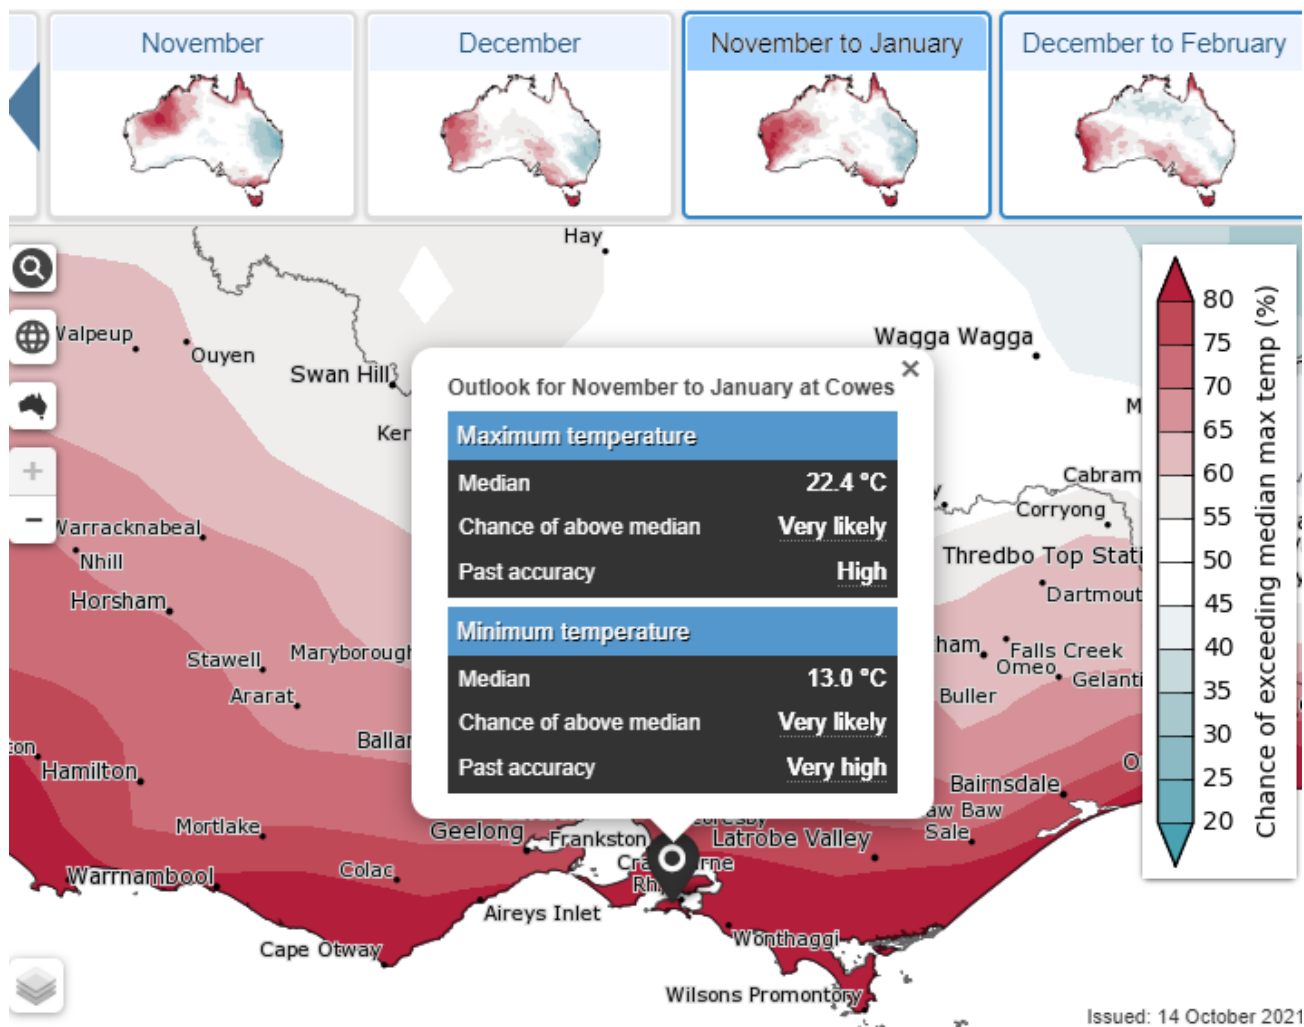 November
December
November to January
December to February
Hay
Walpeup
Ouyen
Swan Hill
Wagga Wagga
Outlook for November to January at Cowes
Maximum temperature
Median 22.4 °C
Chance of above median Very likely
Past accuracy High
Minimum temperature
Median 13.0 °C
Chance of above median Very likely
Past accuracy Very high
Ker
M
Cabram
Corryong
Warracknabeal
Nhill
Thredbo Top Stati
Dartmout
Horsham
Stawell
Maryborough
ham
Falls Creek
Omeo
Gelanti
Ararat
Buller
Ballar
ton
Hamilton
Bairnsdale
aw Baw
Sale
Mortlake
Geelong
Frankston
Latrobe Valley
Warrnambool
Colac
Aireys Inlet
Wonthaggi
Cape Otway
Wilsons Promontory
80
75
70
65
60
55
50
45
40
35
30
25
20
Chance of exceeding median max temp (%)
Issued: 14 October 2021